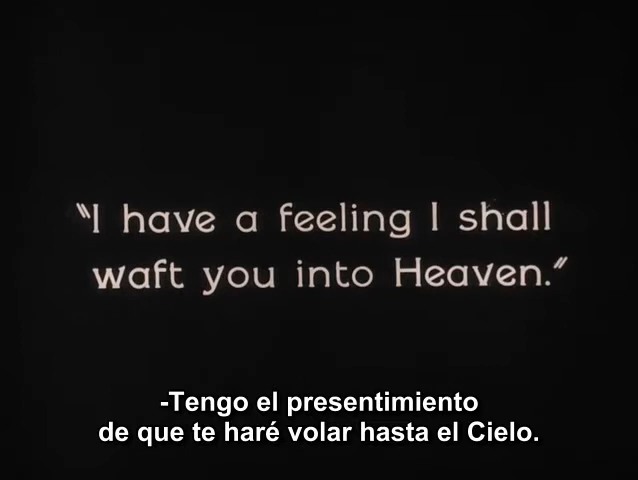 "I have a feeling I shall
waft you into Heaven."
-Tengo el presentimiento
de que te haré volar hasta el Cielo.